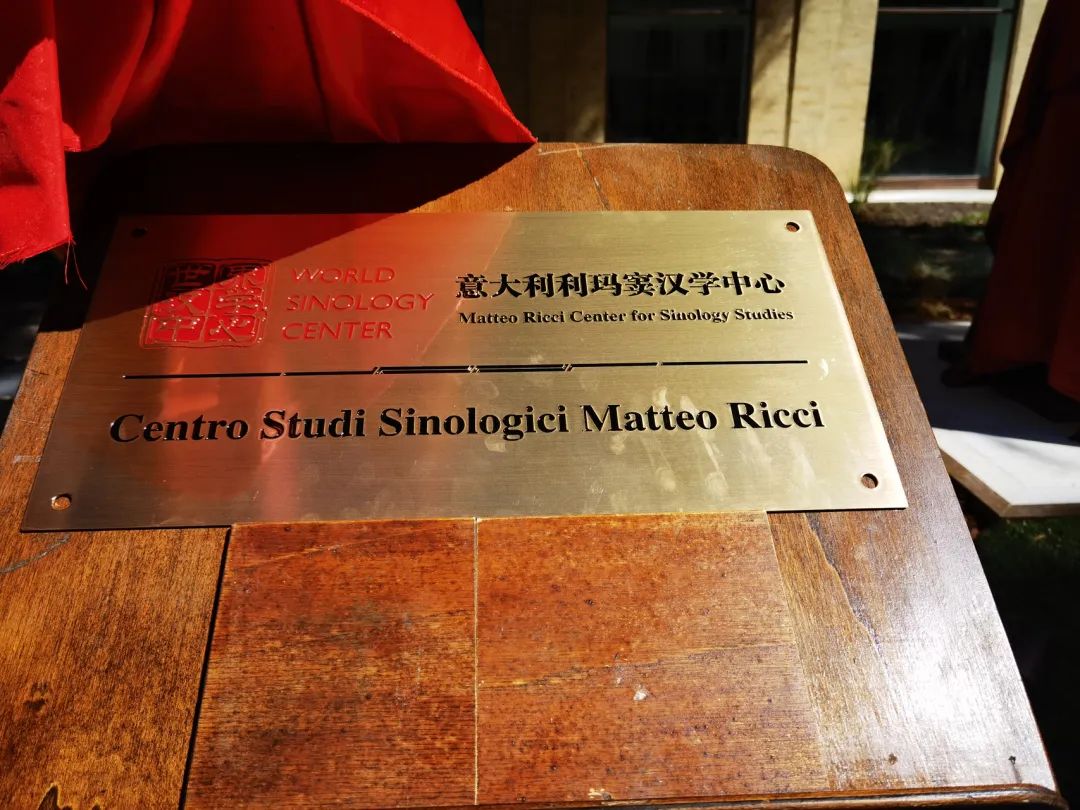 WORLD
SINOLOGY
CENTER
意大利利玛窦汉学中心
Matteo Ricci Center for Sinology Studies
Centro Studi Sinologici Matteo Ricci